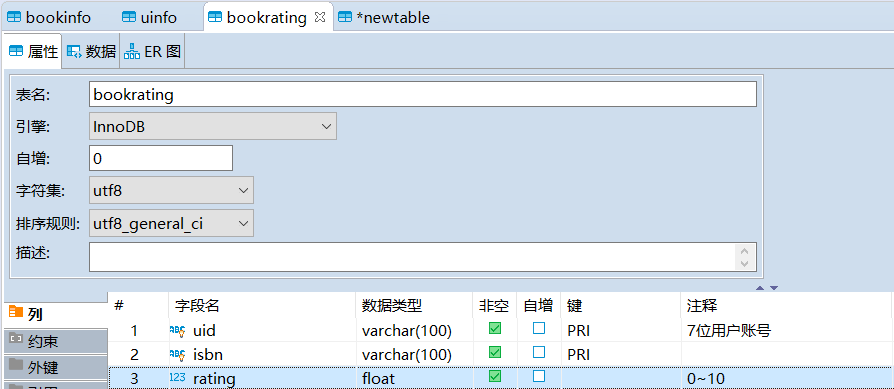 bookinfo uinfo bookrating *newtable
属性 数据 ER 图
表名: bookrating
引擎: InnoDB
自增: 0
字符集: utf8
排序规则: utf8_general_ci
描述:
列
约束
外键
# 字段名 数据类型 非空 自增 键 注释
1 ABC uid varchar(100) PRI 7位用户账号
2 ABC isbn varchar(100) PRI
3 123 rating float 0~10